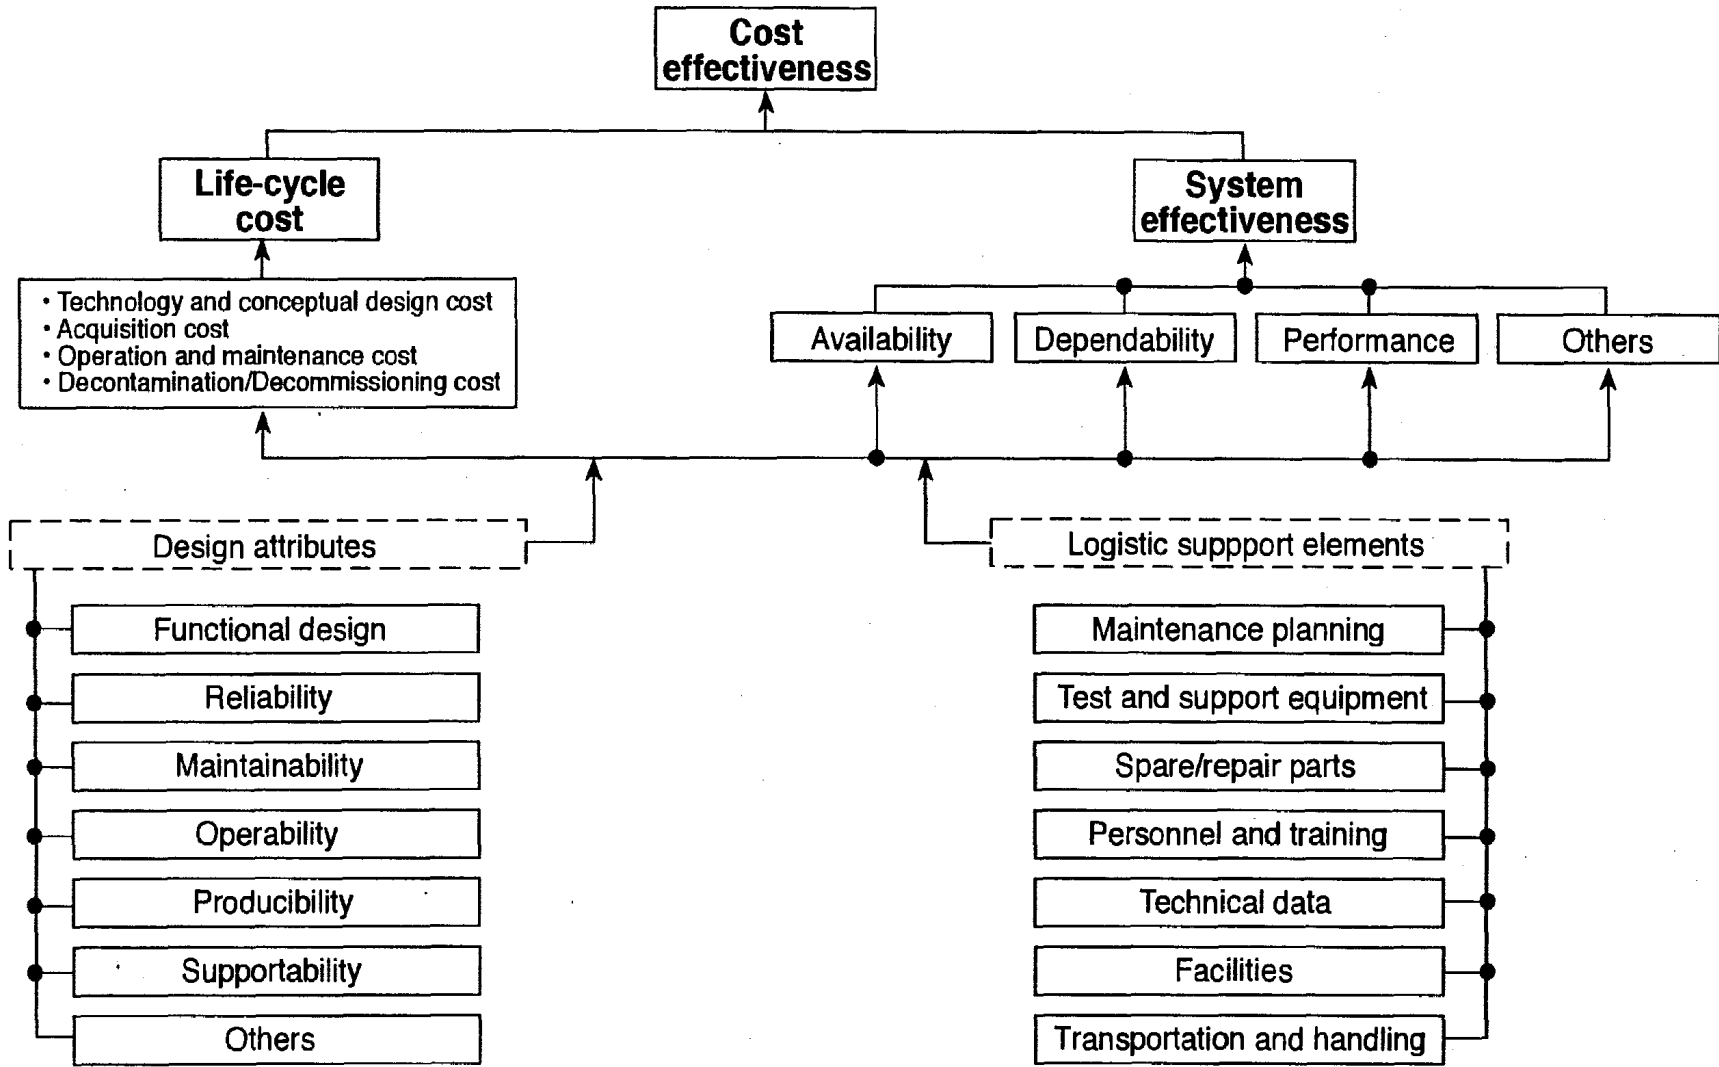 Cost
effectiveness
Life-cycle
cost
System
effectiveness
• Technology and conceptual design cost
• Acquisition cost
• Operation and maintenance cost
• Decontamination/Decommissioning cost
Availability
Dependability
Performance
Others
Design attributes
Functional design
Reliability
Maintainability
Operability
Producibility
Supportability
Others
Logistic suppport elements
Maintenance planning
Test and support equipment
Spare/repair parts
Personnel and training
Technical data
Facilities
Transportation and handling